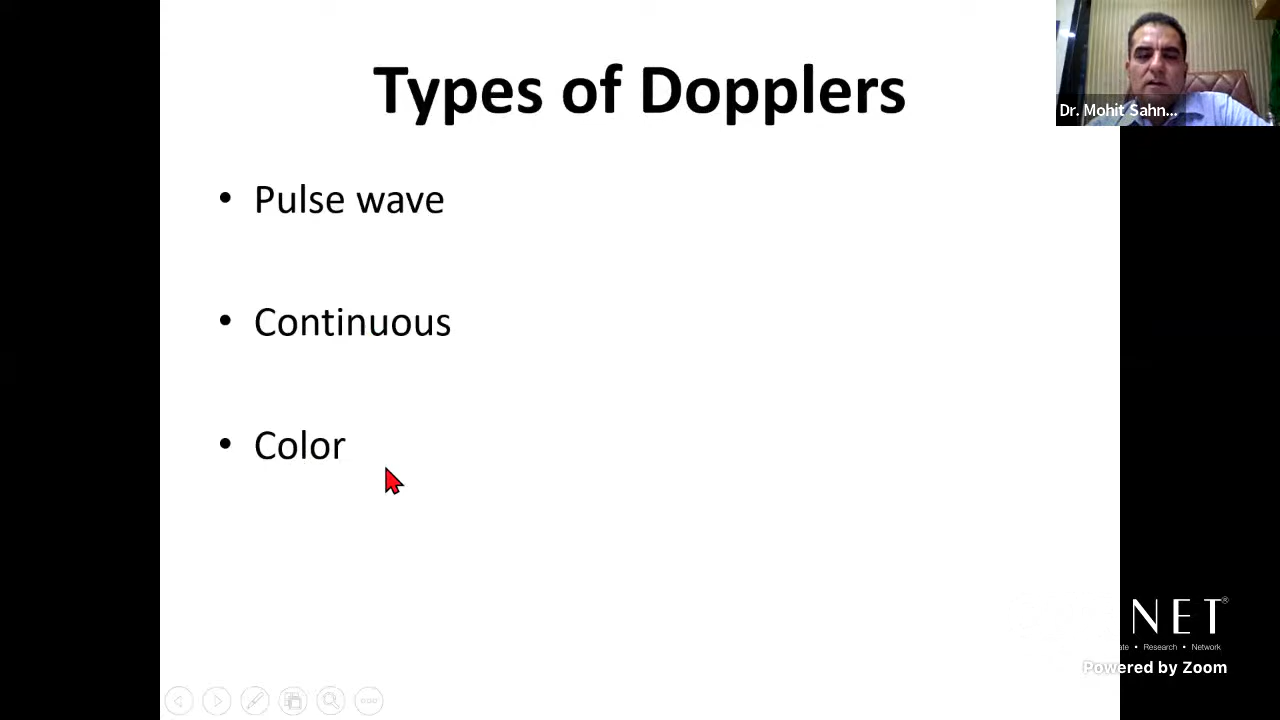 Types of Dopplers
Dr. Mohit Sahn...
• Pulse wave
• Continuous
• Color
NET®
• Research • Network
Powered by Zoom